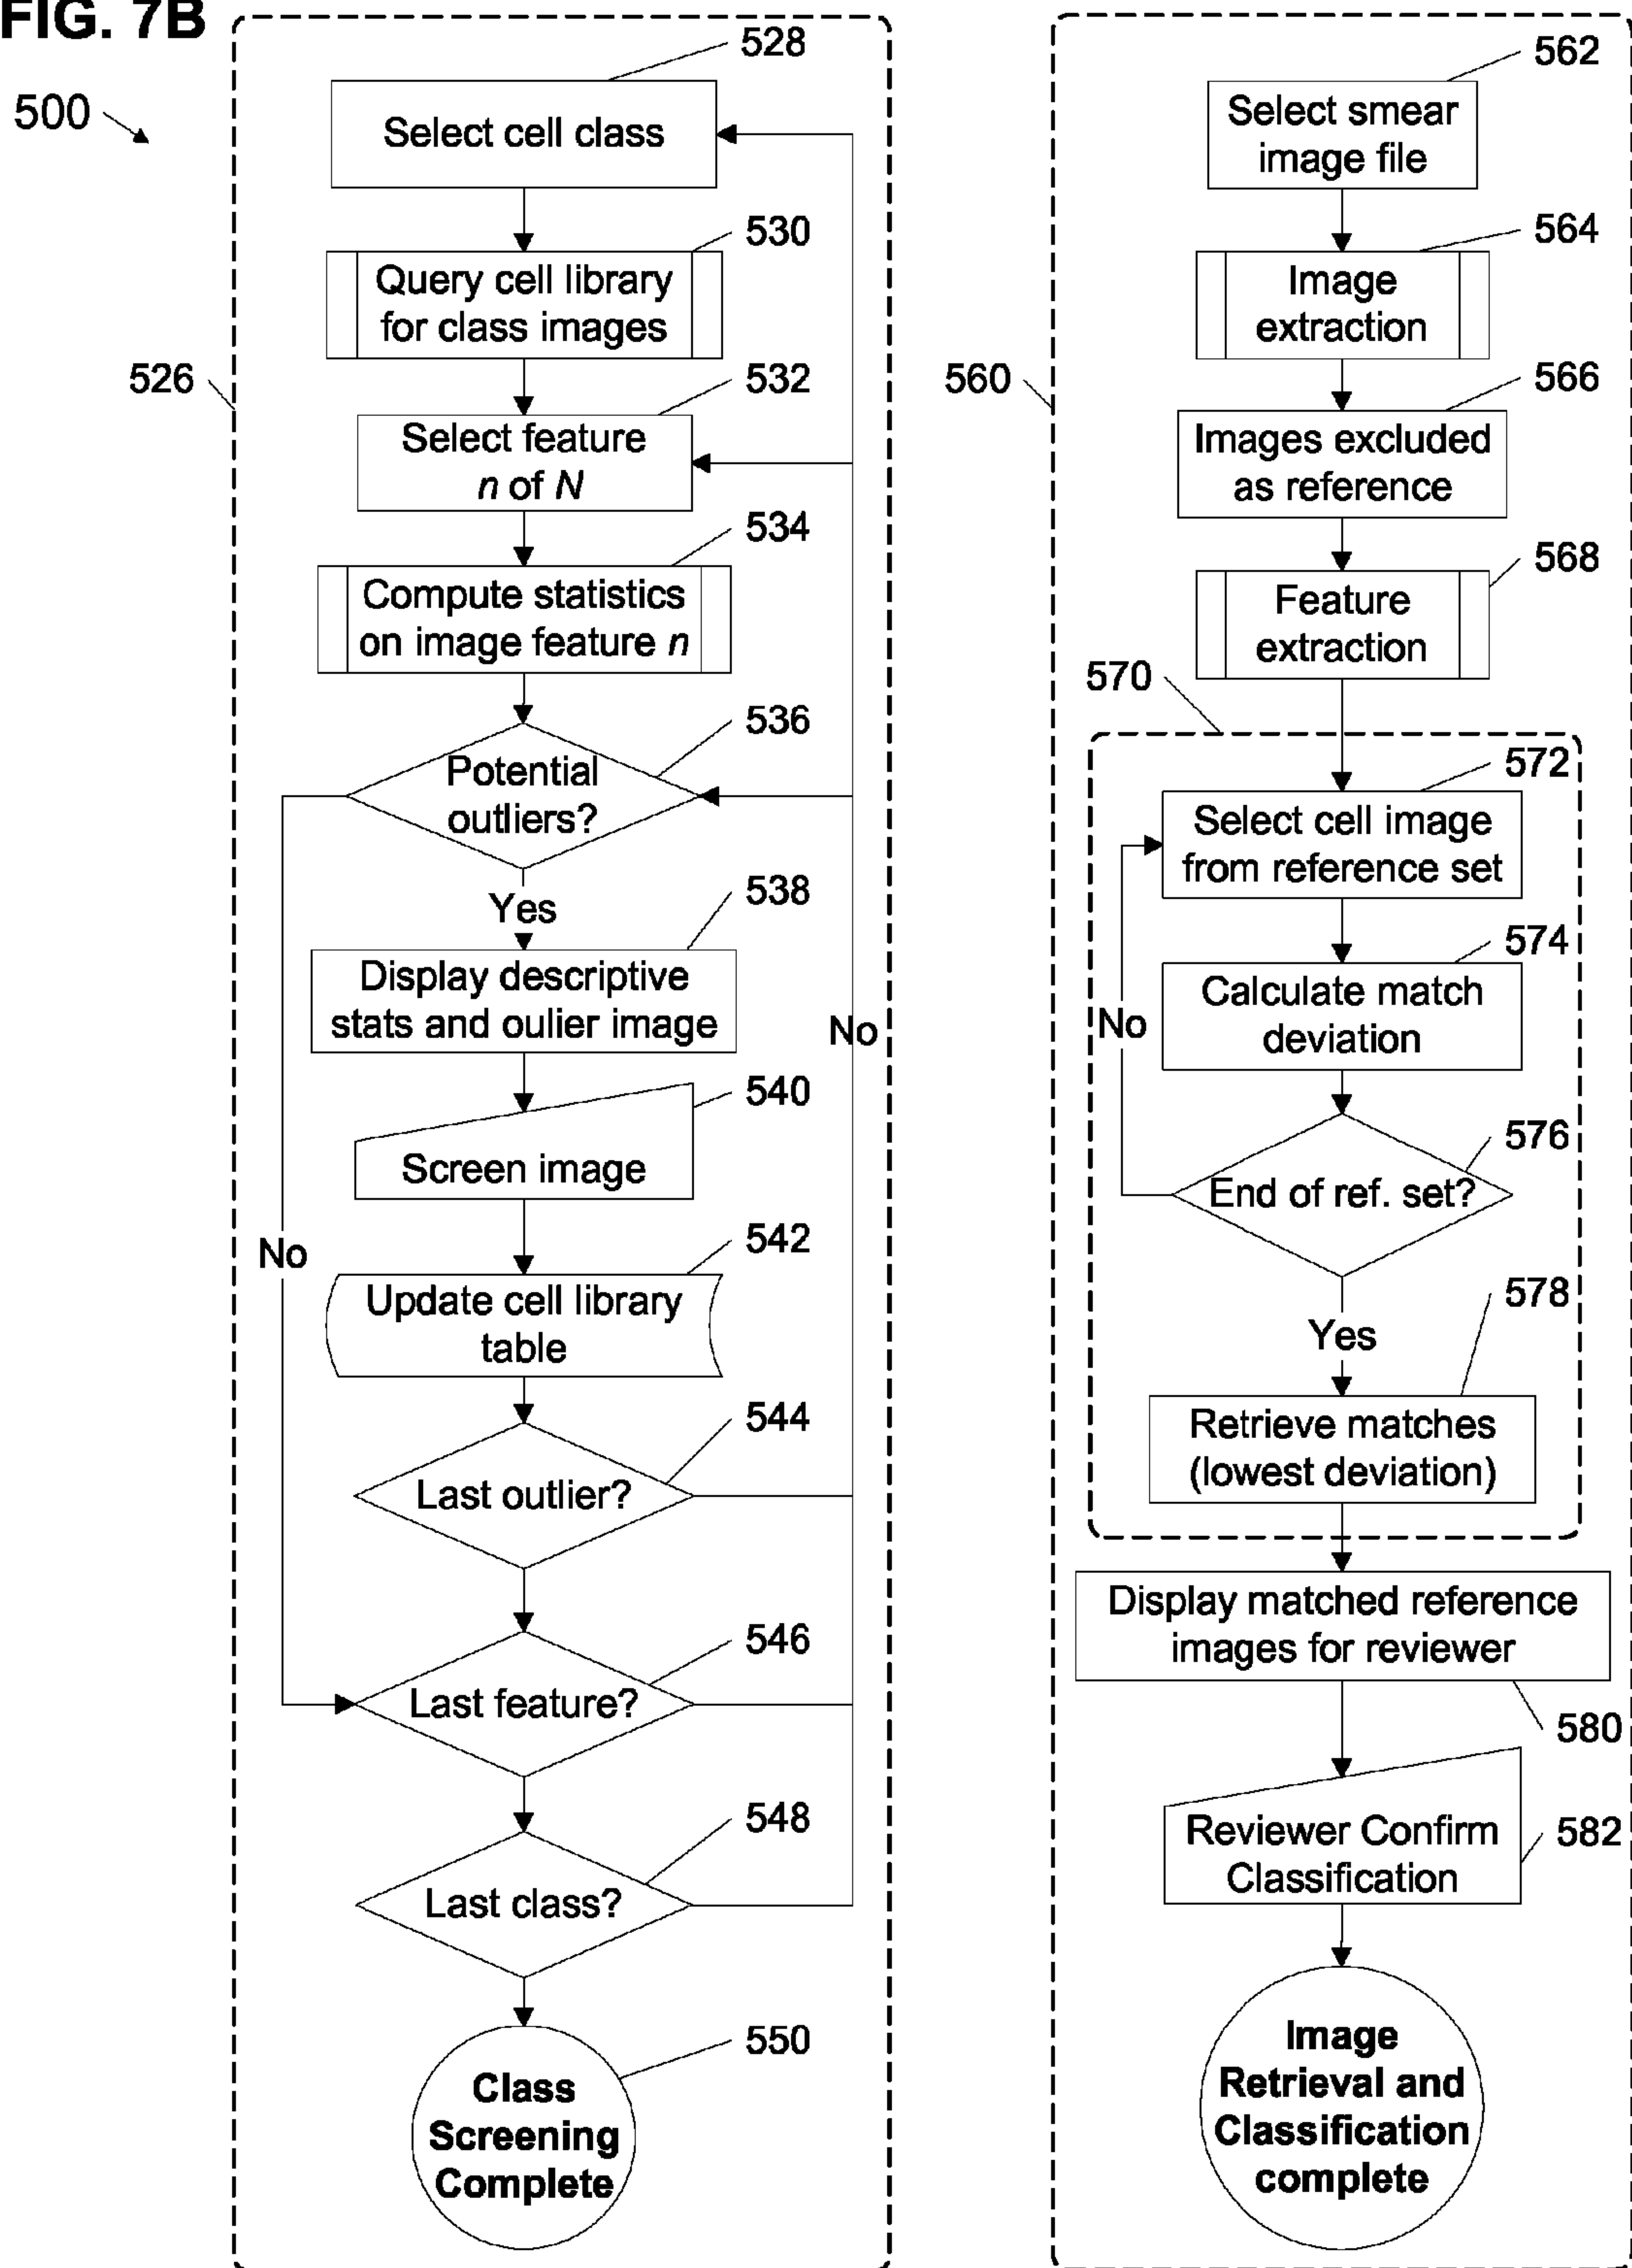 FIG. 7B
500
526
528
Select cell class
530
Query cell library
for class images
532
Select feature
n of N
534
Compute statistics
on image feature n
536
Potential
outliers?
Yes
538
Display descriptive
stats and oulier image
No
540
Screen image
No
542
Update cell library
table
544
Last outlier?
546
Last feature?
548
Last class?
550
Class
Screening
Complete
560
562
Select smear
image file
564
Image
extraction
566
Images excluded
as reference
568
Feature
extraction
570
572
Select cell image
from reference set
574
Calculate match
deviation
No
576
End of ref. set?
Yes
578
Retrieve matches
(lowest deviation)
Display matched reference
images for reviewer
580
Reviewer Confirm
Classification
582
Image
Retrieval and
Classification
complete